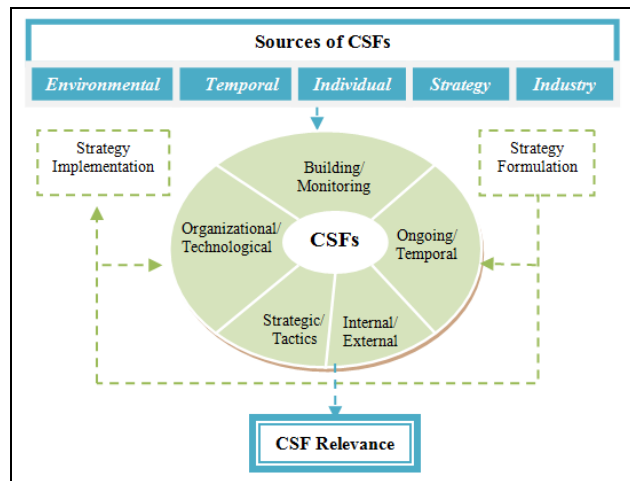 Sources of CSFs
Environmental
Temporal
Individual
Strategy
Industry
Strategy
Implementation
Strategy
Formulation
Building/
Monitoring
Organizational/
Technological
CSFs
Ongoing/
Temporal
Strategic/
Tactics
Internal/
External
CSF Relevance